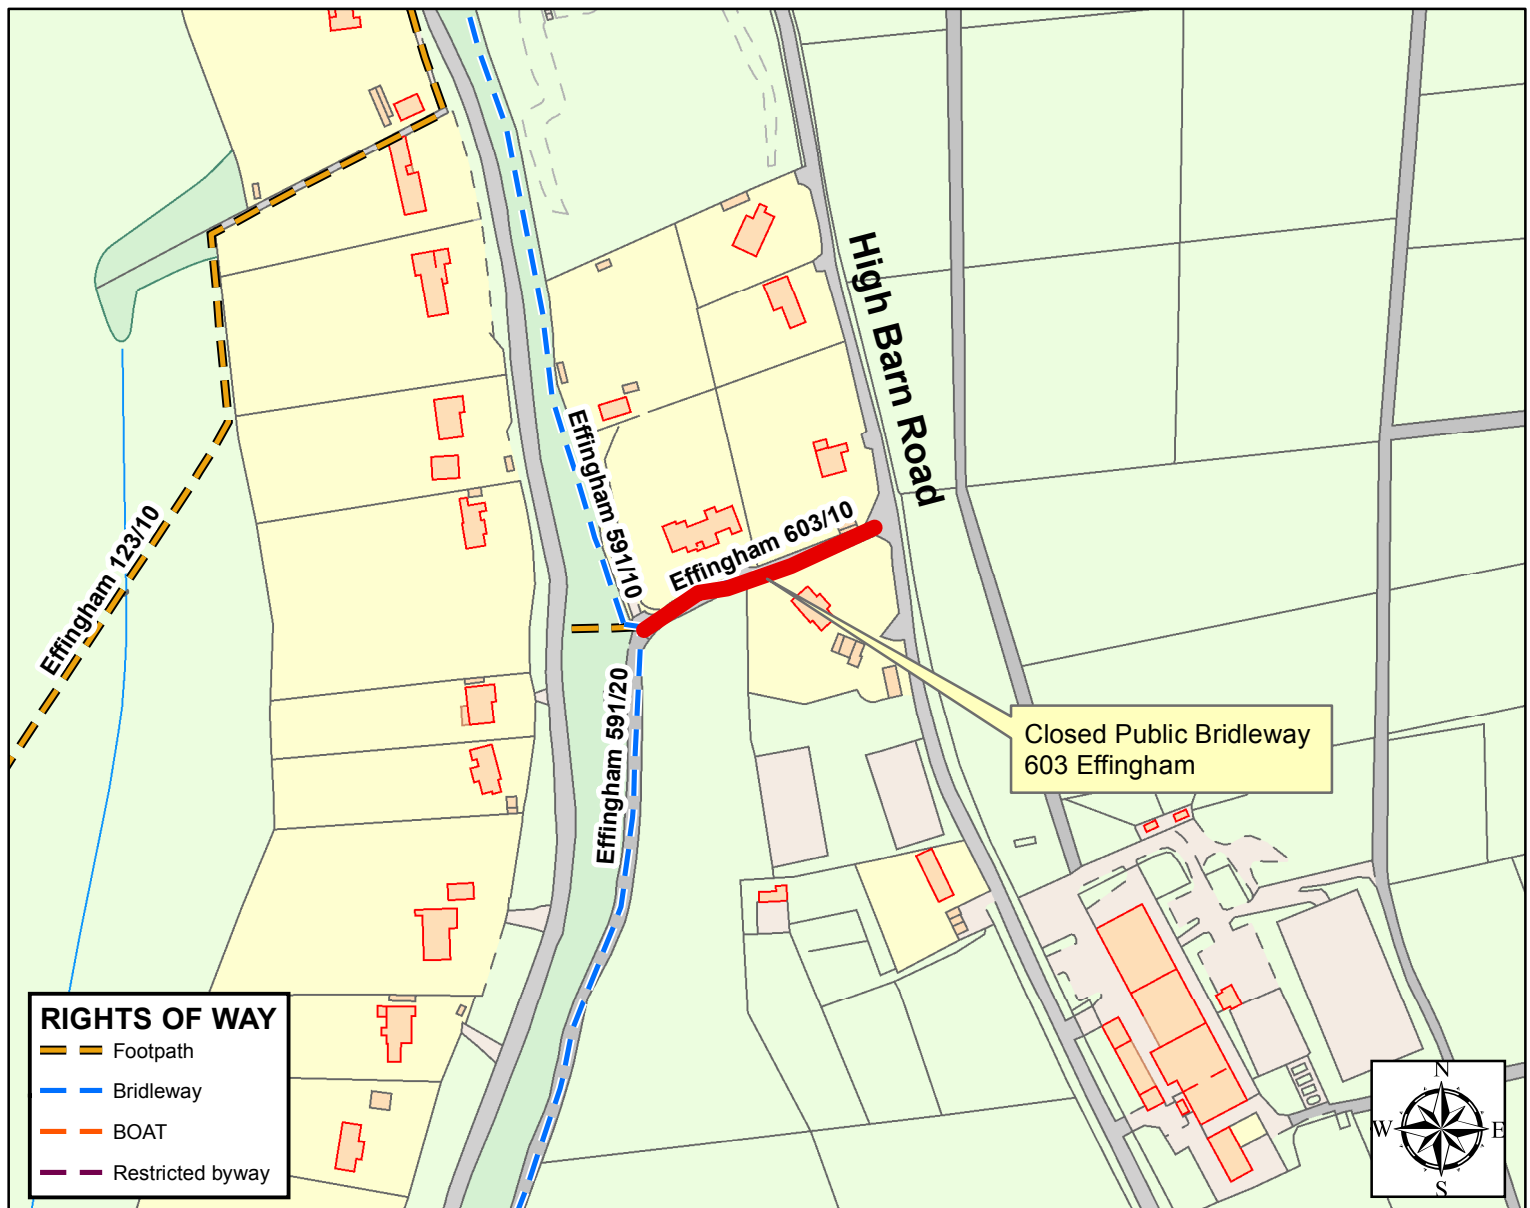 High Barn Road
Effingham 591/10
Effingham 603/10
Effingham 123/10
Effingham 591/20
Closed Public Bridleway
603 Effingham
RIGHTS OF WAY
Footpath
Bridleway
BOAT
Restricted byway
N
W E
S